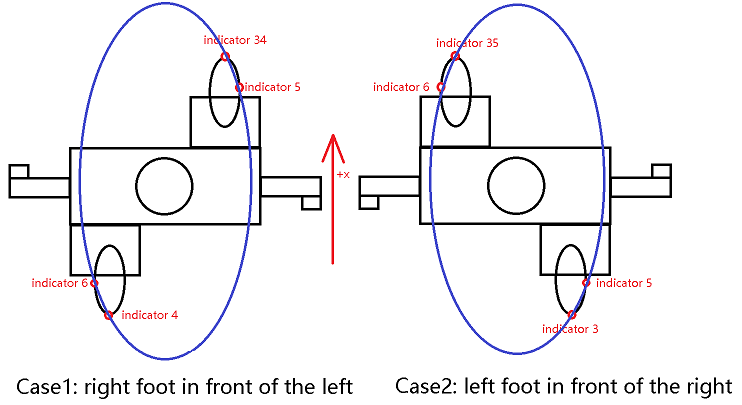 indicator 34
indicator 35
indicator 5
indicator 6
+x
indicator 6
indicator 5
indicator 4
indicator 3
Case1: right foot in front of the left
Case2: left foot in front of the right